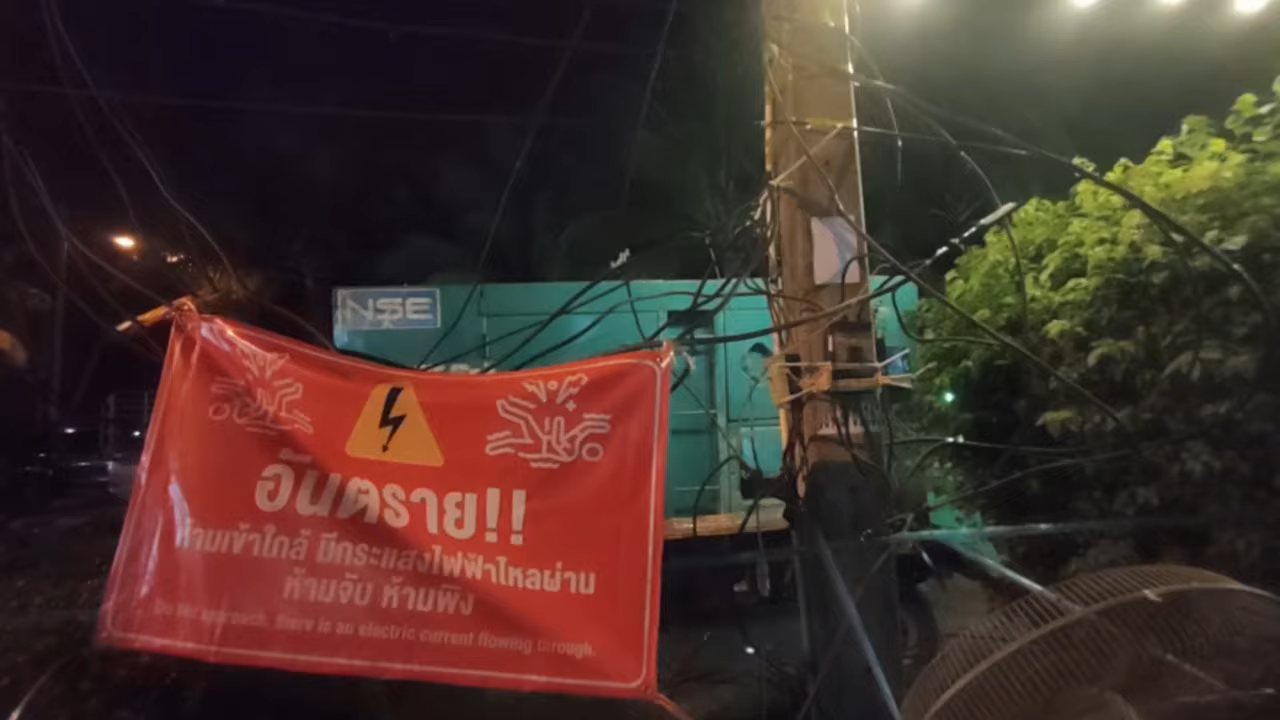 NSE
อันตราย!!
ห้ามเข้าใกล้ มีกระแสงไฟฟ้าไหลผ่าน
ห้ามจับ ห้ามพิง
Do not approach, there is an electric current flowing through.